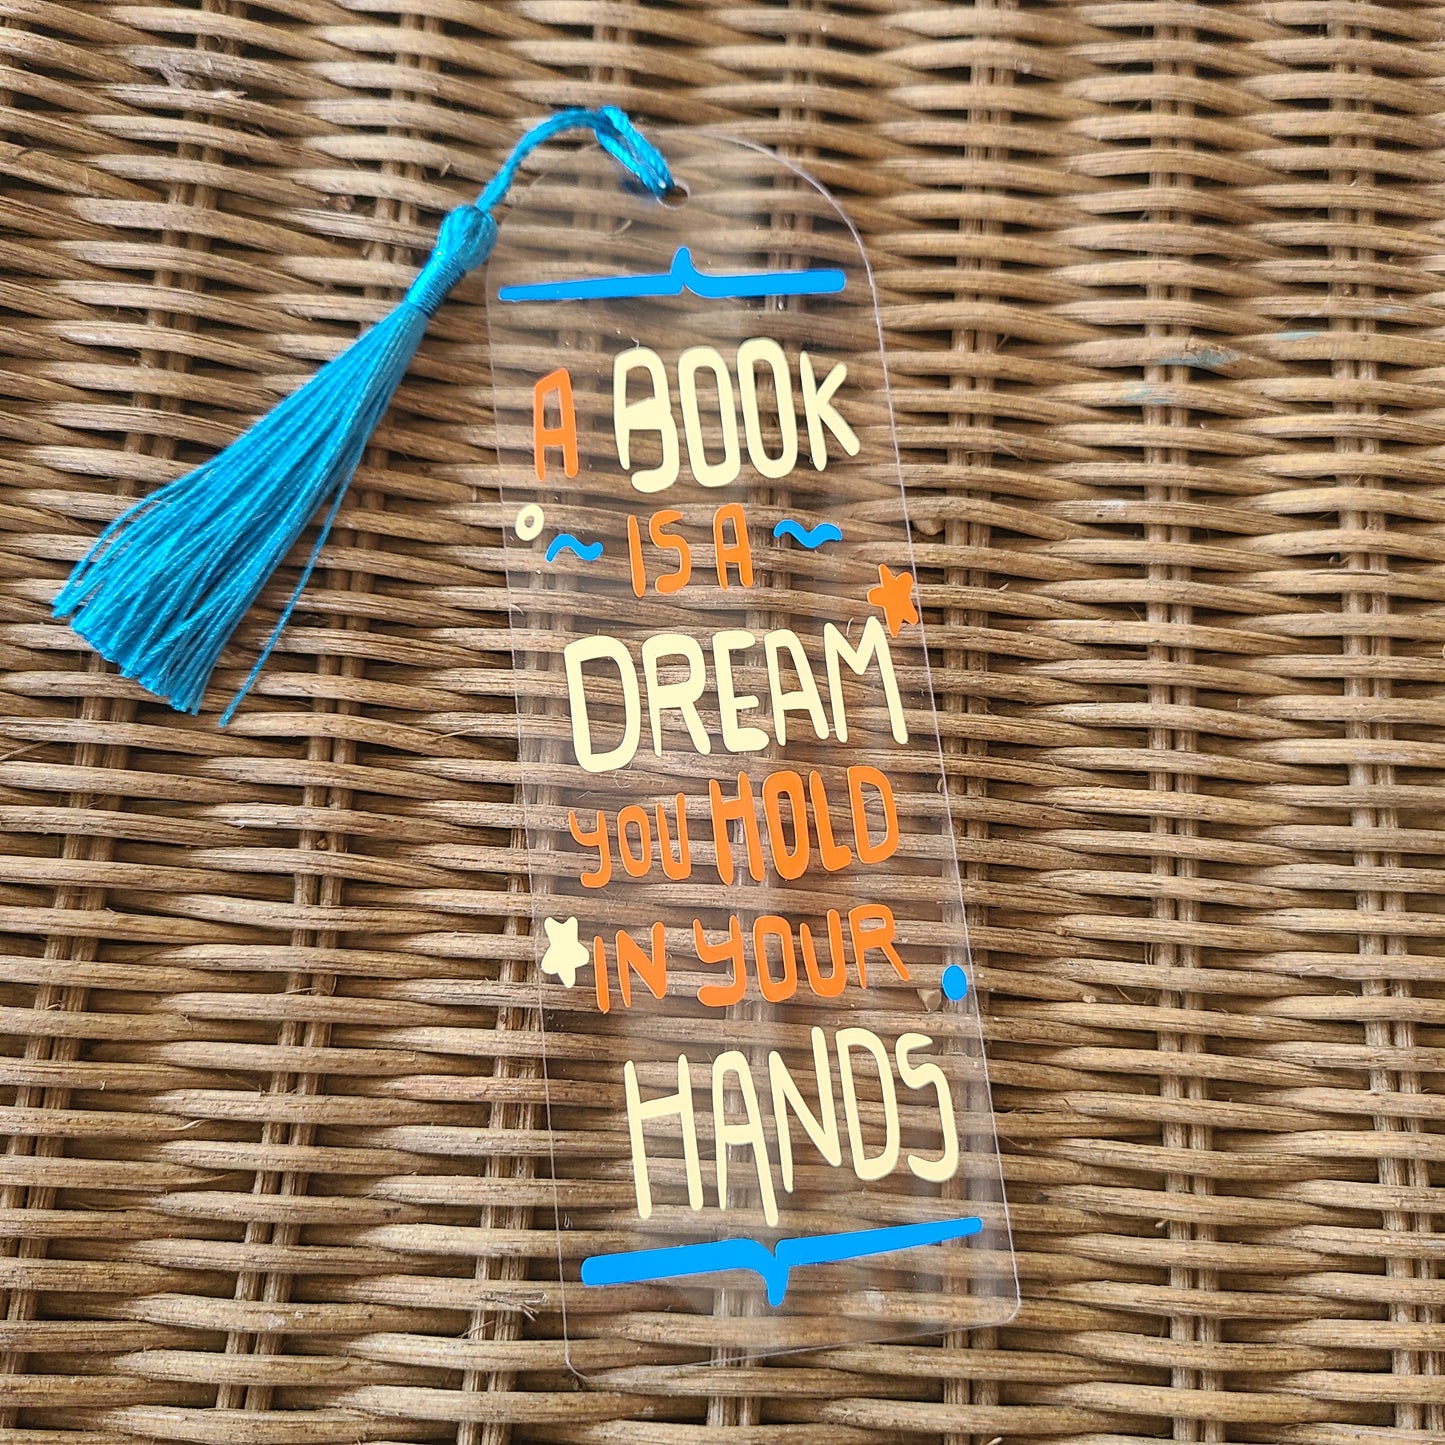 A BOOK
IS A
DREAM
YOU HOLD
IN YOUR
HANDS